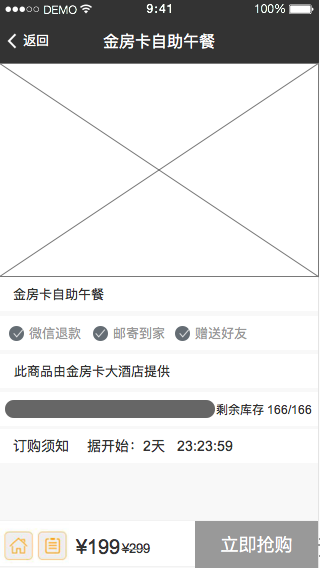 DEMO 9:41 100%
返回 金房卡自助午餐
金房卡自助午餐
微信退款 邮寄到家 赠送好友
此商品由金房卡大酒店提供
剩余库存 166/166
订购须知 据开始：2天 23:23:59
¥199 ¥299 立即抢购